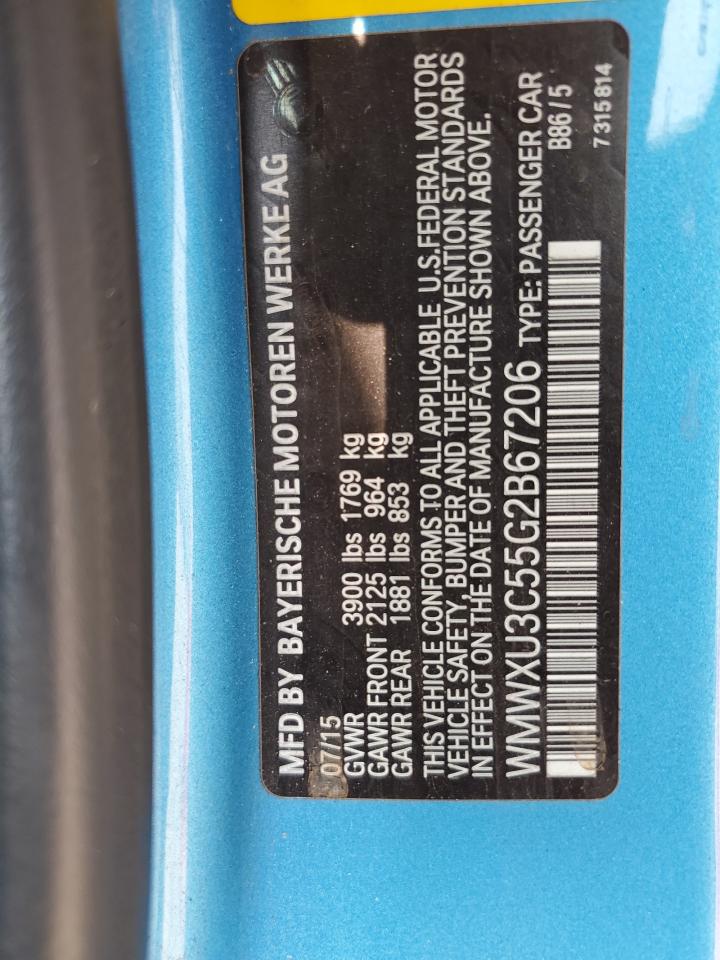 MFD BY BAYERISCHE MOTOREN WERKE AG
07/15
GVWR 3900 lbs 1769 kg
GAWR FRONT 2125 lbs 964 kg
GAWR REAR 1881 lbs 853 kg
THIS VEHICLE CONFORMS TO ALL APPLICABLE U.S.FEDERAL MOTOR
VEHICLE SAFETY, BUMPER AND THEFT PREVENTION STANDARDS
IN EFFECT ON THE DATE OF MANUFACTURE SHOWN ABOVE.
WMWXU3C55G2B67206 TYPE: PASSENGER CAR
B86/5
7315814